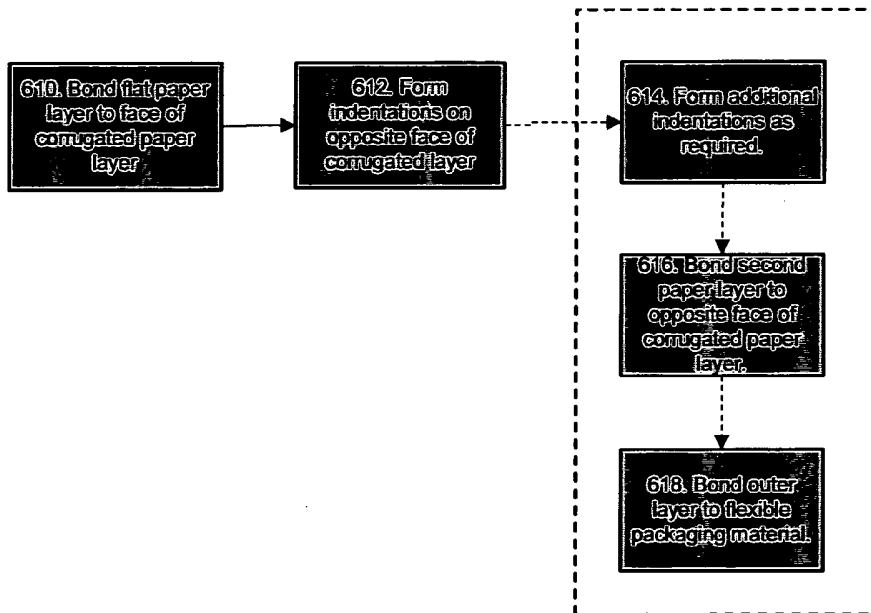 610. Bond flat paper
layer to face of
corrugated paper
layer
612. Form
indentations on
opposite face of
corrugated layer
614. Form additional
indentations as
required.
616. Bond second
paper layer to
opposite face of
corrugated paper
layer.
618. Bond outer
layer to flexible
packaging material.